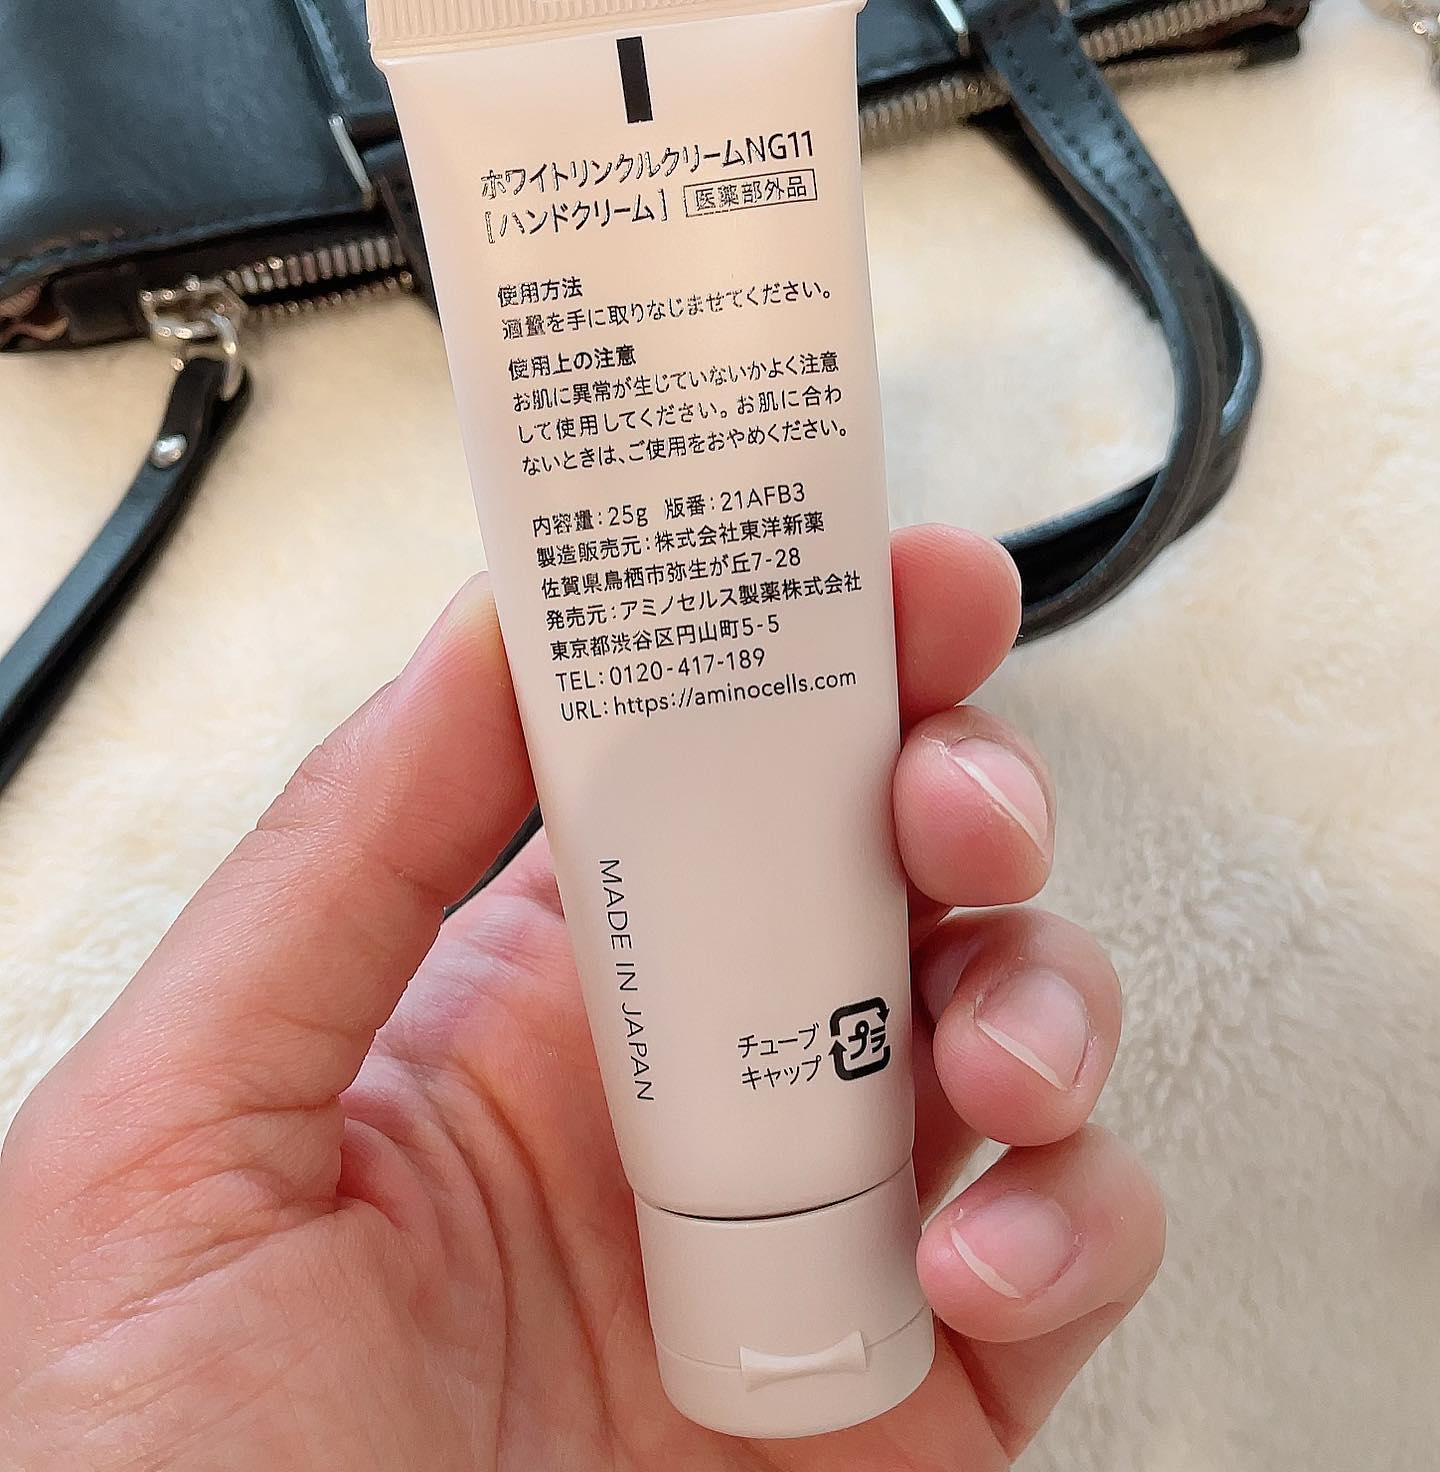 ホワイトリンクルクリームNG11
[ハンドクリーム] 医薬部外品
使用方法
適量を手に取りなじませてください。
使用上の注意
お肌に異常が生じていないかよく注意
して使用してください。お肌に合わ
ないときは、ご使用をおやめください。
内容量:25g 版番:21AFB3
製造販売元:株式会社東洋新薬
佐賀県鳥栖市弥生が丘7-28
発売元:アミノセルス製薬株式会社
東京都渋谷区円山町5-5
TEL:0120-417-189
URL:https://aminocells.com
MADE IN JAPAN
チューブ
キャップ
プラ